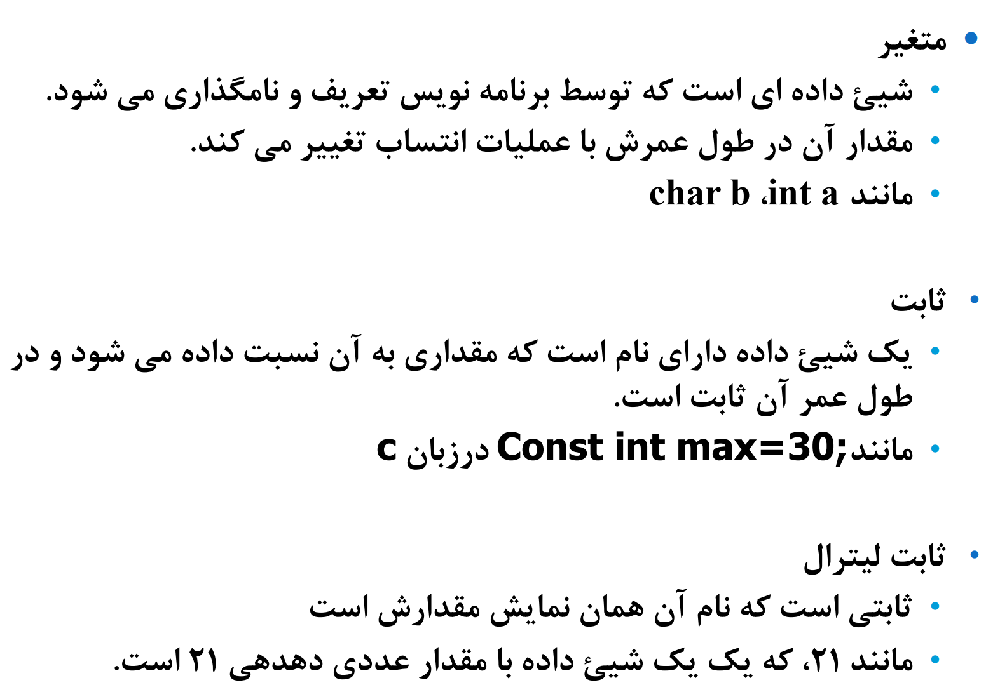 • متغیر
• شیئ داده ای است که توسط برنامه نویس تعریف و نامگذاری می شود.
• مقدار آن در طول عمرش با عملیات انتساب تغییر می کند.
• مانند int a، char b
• ثابت
• یک شیئ داده دارای نام است که مقداری به آن نسبت داده می شود و در
طول عمر آن ثابت است.
• مانند Const int max=30; درزبان c
• ثابت لیترال
• ثابتی است که نام آن همان نمایش مقدارش است
• مانند ۲۱، که یک یک شیئ داده با مقدار عددی دهدهی ۲۱ است.